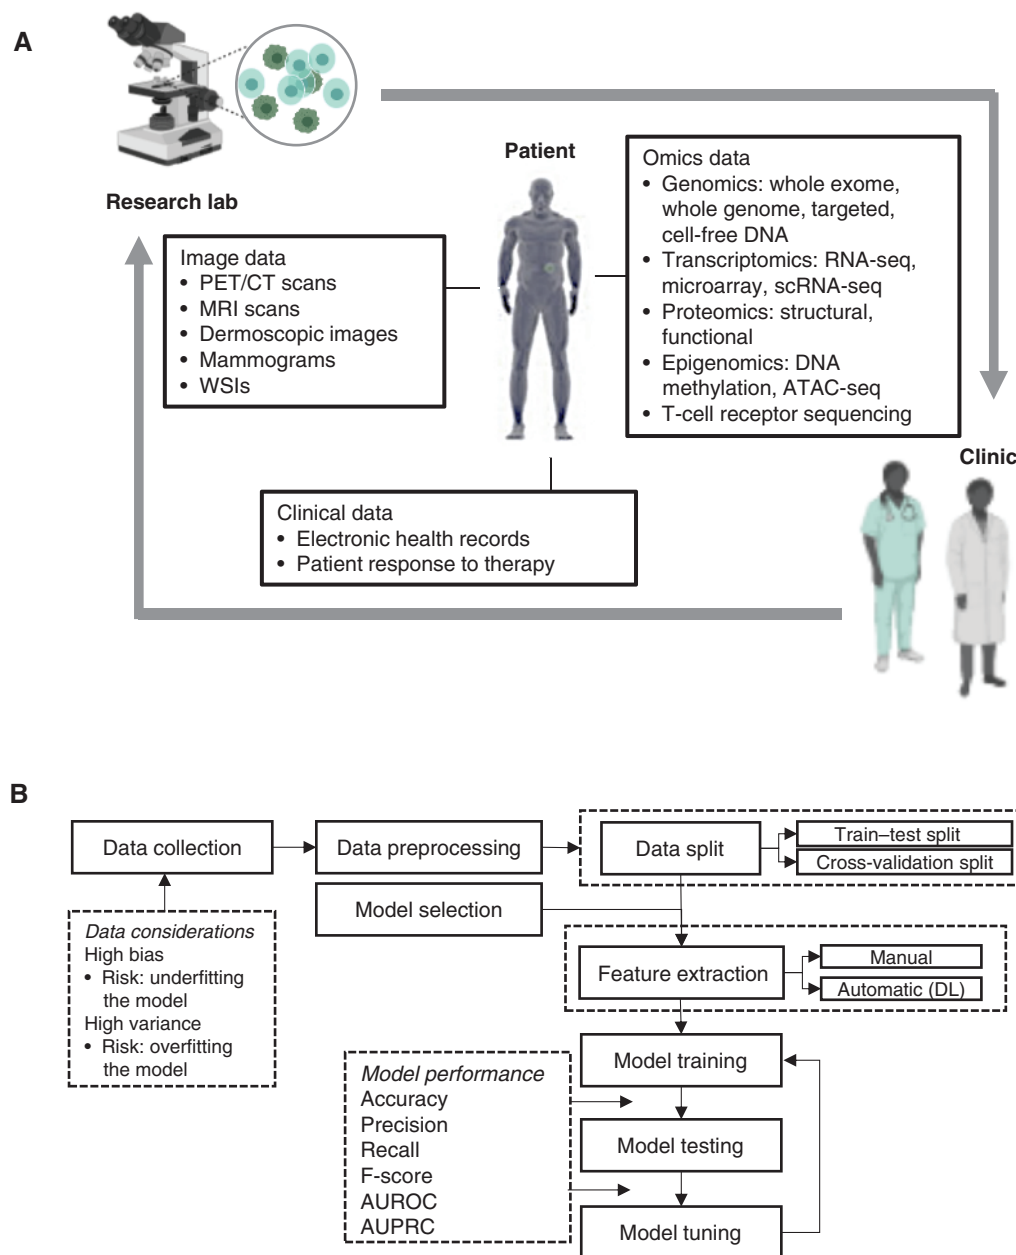 A
Research lab
Patient
Image data
• PET/CT scans
• MRI scans
• Dermoscopic images
• Mammograms
• WSIs
Omics data
• Genomics: whole exome,
whole genome, targeted,
cell-free DNA
• Transcriptomics: RNA-seq,
microarray, scRNA-seq
• Proteomics: structural,
functional
• Epigenomics: DNA
methylation, ATAC-seq
• T-cell receptor sequencing
Clinical data
• Electronic health records
• Patient response to therapy
Clinic
B
Data collection
Data preprocessing
Data split
Train–test split
Cross-validation split
Model selection
Data considerations
High bias
• Risk: underfitting
the model
High variance
• Risk: overfitting
the model
Feature extraction
Manual
Automatic (DL)
Model training
Model performance
Accuracy
Precision
Recall
F-score
AUROC
AUPRC
Model testing
Model tuning